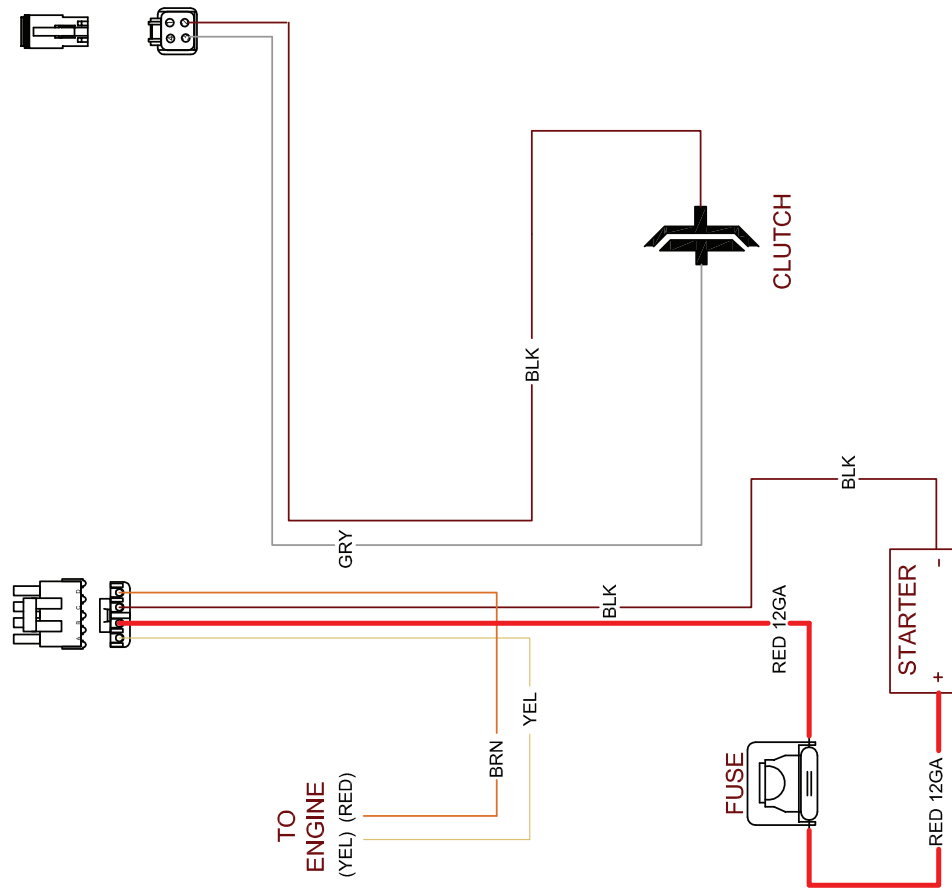 CLUTCH
BLK
GRY
BLK
BLK
D
C
B
A
RED 12GA
STARTER
-
+
YEL
BRN
FUSE
RED 12GA
TO
ENGINE
(YEL) (RED)